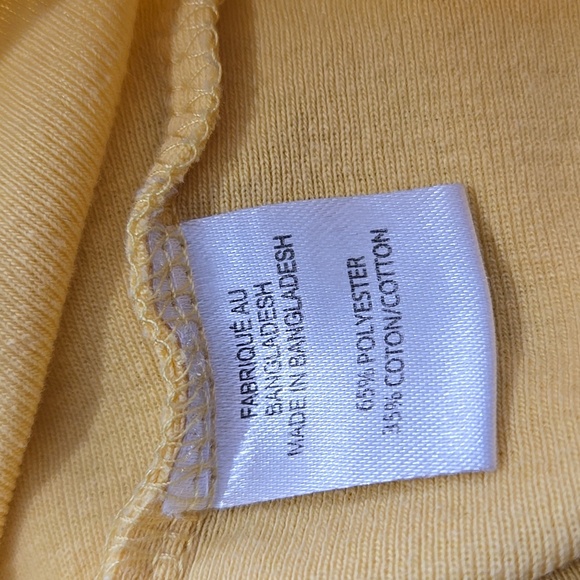 FABRIQUÉ AU
BANGLADESH
MADE IN BANGLADESH
65% POLYESTER
35% COTON/COTTON